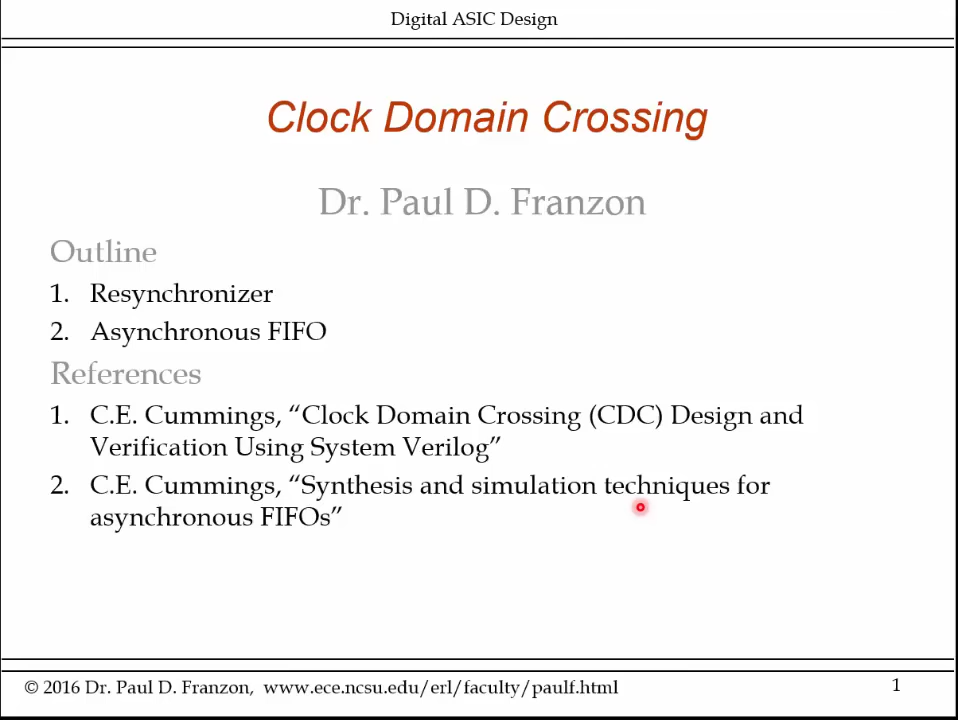 Digital ASIC Design
Clock Domain Crossing
Dr. Paul D. Franzon
Outline
1. Resynchronizer
2. Asynchronous FIFO
References
1. C.E. Cummings, “Clock Domain Crossing (CDC) Design and
Verification Using System Verilog”
2. C.E. Cummings, “Synthesis and simulation techniques for
asynchronous FIFOs”
© 2016 Dr. Paul D. Franzon, www.ece.ncsu.edu/erl/faculty/paulf.html
1